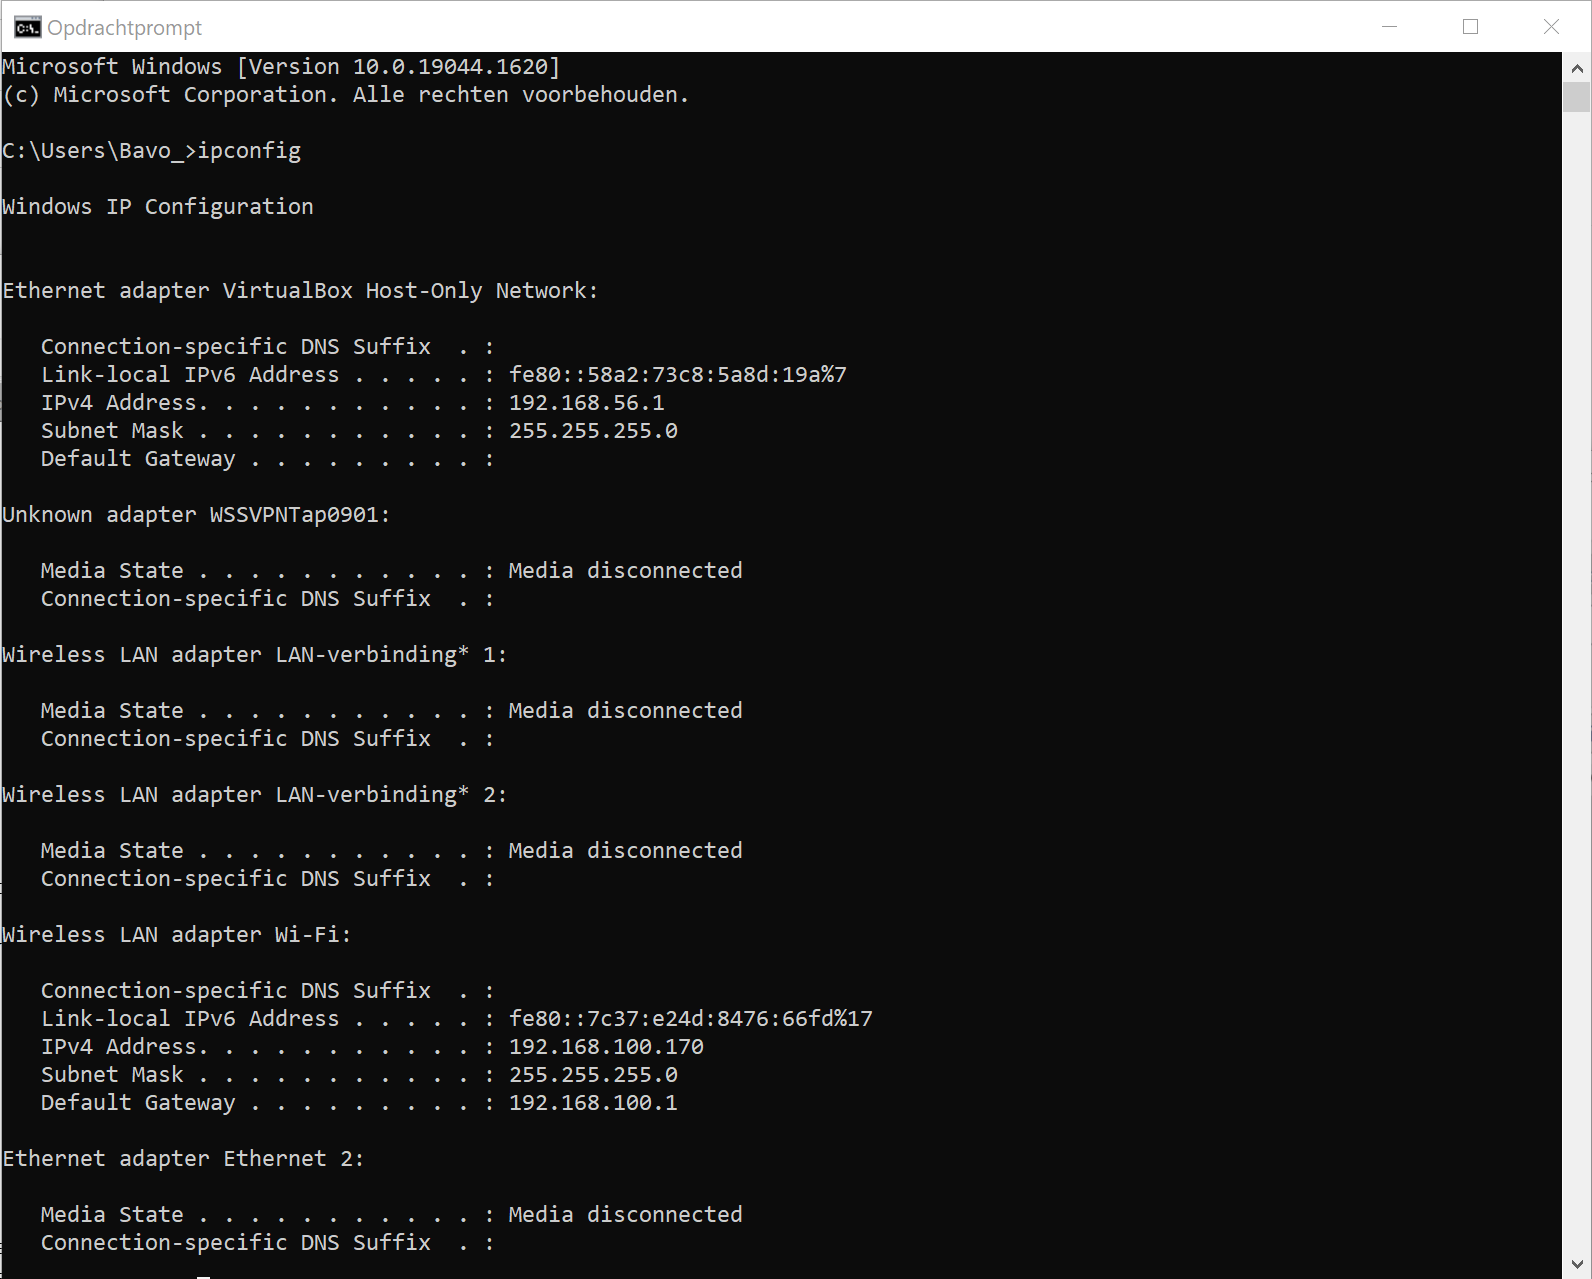 Opdrachtprompt
Microsoft Windows [Version 10.0.19044.1620]
(c) Microsoft Corporation. Alle rechten voorbehouden.
C:\Users\Bavo_>ipconfig
Windows IP Configuration
Ethernet adapter VirtualBox Host-Only Network:
   Connection-specific DNS Suffix  . :
   Link-local IPv6 Address . . . . . : fe80::58a2:73c8:5a8d:19a%7
   IPv4 Address. . . . . . . . . . . : 192.168.56.1
   Subnet Mask . . . . . . . . . . . : 255.255.255.0
   Default Gateway . . . . . . . . . :
Unknown adapter WSSVPNTap0901:
   Media State . . . . . . . . . . . : Media disconnected
   Connection-specific DNS Suffix  . :
Wireless LAN adapter LAN-verbinding* 1:
   Media State . . . . . . . . . . . : Media disconnected
   Connection-specific DNS Suffix  . :
Wireless LAN adapter LAN-verbinding* 2:
   Media State . . . . . . . . . . . : Media disconnected
   Connection-specific DNS Suffix  . :
Wireless LAN adapter Wi-Fi:
   Connection-specific DNS Suffix  . :
   Link-local IPv6 Address . . . . . : fe80::7c37:e24d:8476:66fd%17
   IPv4 Address. . . . . . . . . . . : 192.168.100.170
   Subnet Mask . . . . . . . . . . . : 255.255.255.0
   Default Gateway . . . . . . . . . : 192.168.100.1
Ethernet adapter Ethernet 2:
   Media State . . . . . . . . . . . : Media disconnected
   Connection-specific DNS Suffix  . :